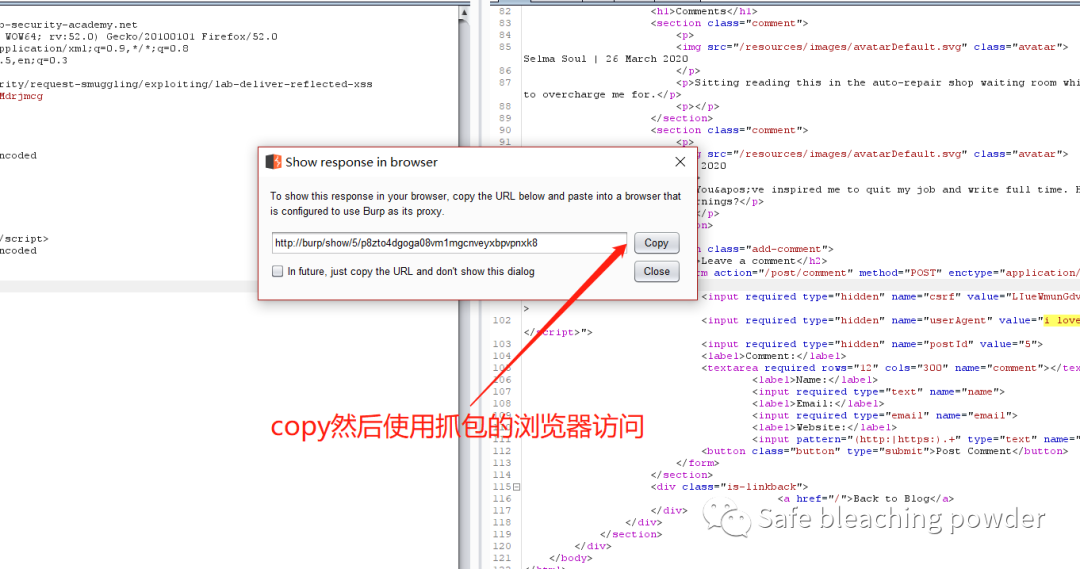 b-security-academy.net
WOW64; rv:52.0) Gecko/20100101 Firefox/52.0
pplication/xml;q=0.9,*/*;q=0.8
.5,en;q=0.3
rity/request-smuggling/exploiting/lab-deliver-reflected-xss
Mdrjmcg
ncoded
/script>
ncoded
82 <h1>Comments</h1>
83 <section class="comment">
84 <p>
85 <img src="/resources/images/avatarDefault.svg" class="avatar">
Selma Soul | 26 March 2020
86 </p>
87 <p>Sitting reading this in the auto-repair shop waiting room whi
to overcharge me for.</p>
88 <p></p>
89 </section>
90 <section class="comment">
91 <p>
src="/resources/images/avatarDefault.svg" class="avatar">
2020
You&apos;ve inspired me to quit my job and write full time.
nings?</p>
/p>
on>
class="add-comment">
Leave a comment</h2>
rm action="/post/comment" method="POST" enctype="application/
<input required type="hidden" name="csrf" value="LIueWmunGdv
>
102 <input required type="hidden" name="userAgent" value="i love
</script>">
103 <input required type="hidden" name="postId" value="5">
104 <label>Comment:</label>
105 <textarea required rows="12" cols="300" name="comment"></tex
106 <label>Name:</label>
107 <input required type="text" name="name">
108 <label>Email:</label>
109 <input required type="email" name="email">
<label>Website:</label>
<input pattern="(http:|https:).+" type="text" name="
112 <button class="button" type="submit">Post Comment</button>
113 </form>
114 </section>
115 <div class="is-linkback">
116 <a href="/">Back to Blog</a>
117 </div>
118 </div>
119 </section>
120 </div>
121 </body>
Show response in browser
To show this response in your browser, copy the URL below and paste into a browser that
is configured to use Burp as its proxy.
http://burp/show/5/p8zto4dgoga08vm1mgcnveyxbpvpnxk8
Copy
In future, just copy the URL and don't show this dialog
Close
copy然后使用抓包的浏览器访问
Safe bleaching powder